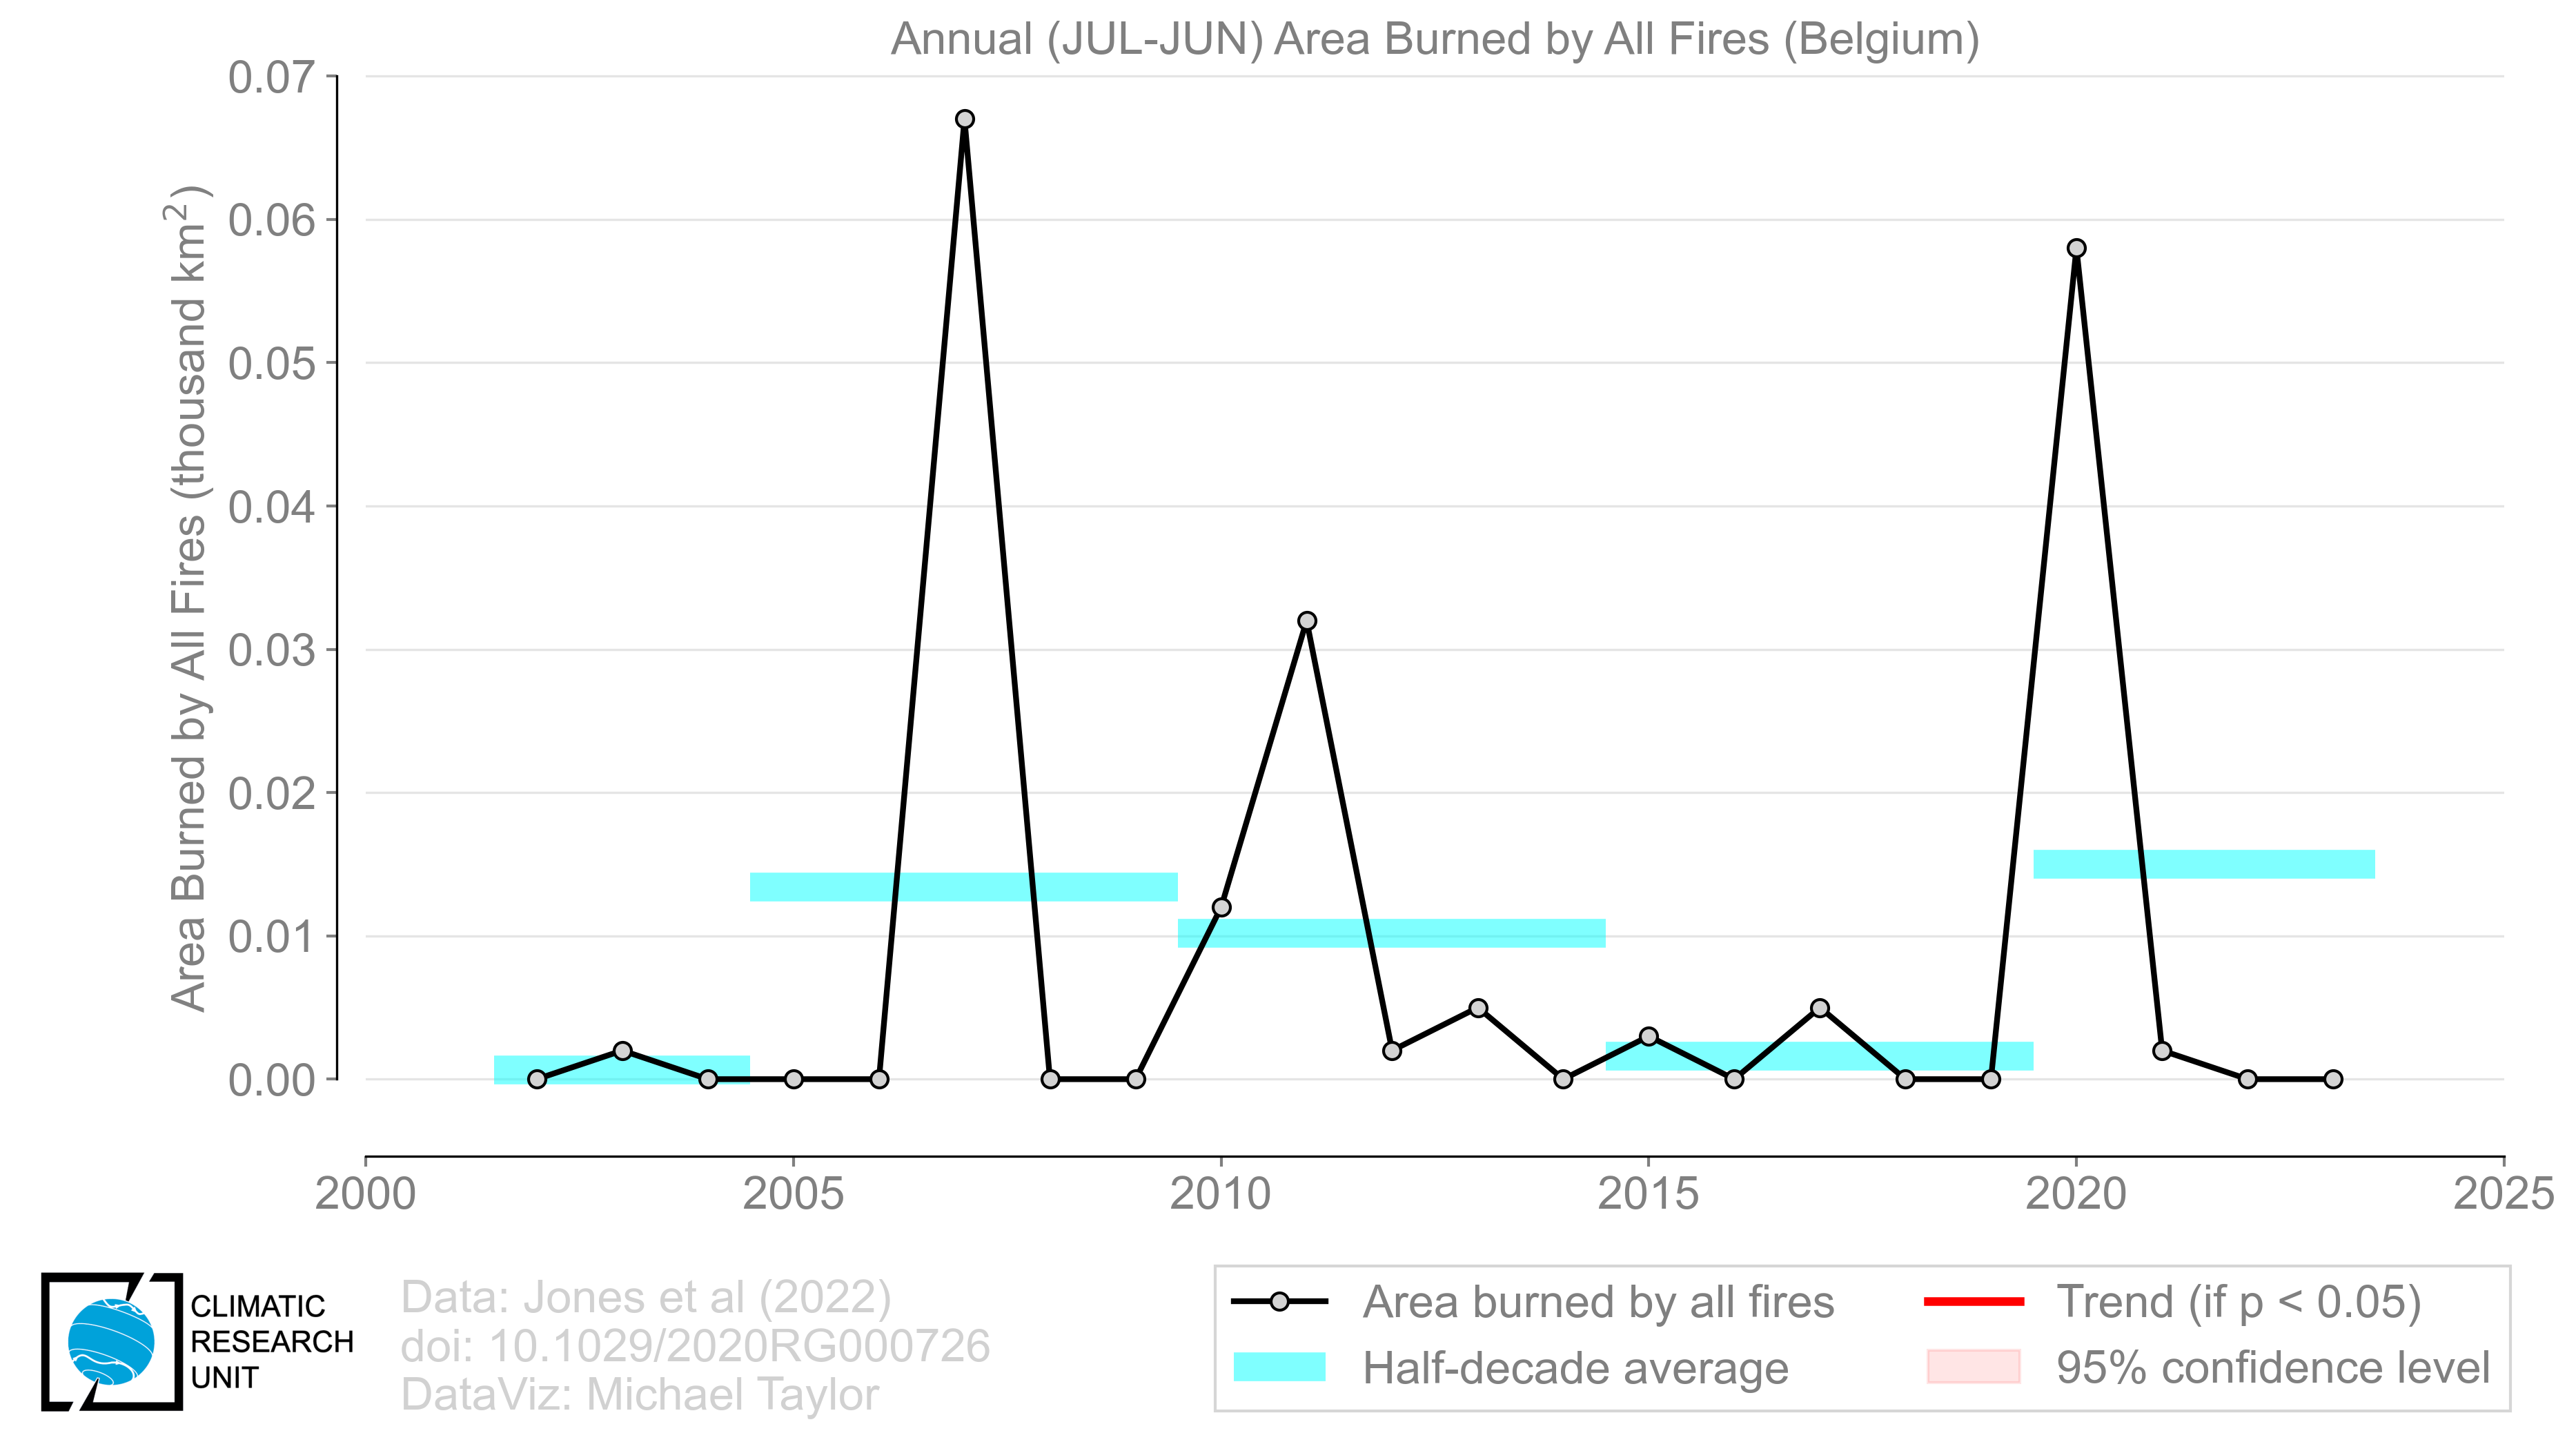 Annual (JUL-JUN) Area Burned by All Fires (Belgium)
Area Burned by All Fires (thousand km²)
0.07
0.06
0.05
0.04
0.03
0.02
0.01
0.00
2000 2005 2010 2015 2020 2025
CLIMATIC
RESEARCH
UNIT
Data: Jones et al (2022)
doi: 10.1029/2020RG000726
DataViz: Michael Taylor
Area burned by all fires
Half-decade average
Trend (if p < 0.05)
95% confidence level